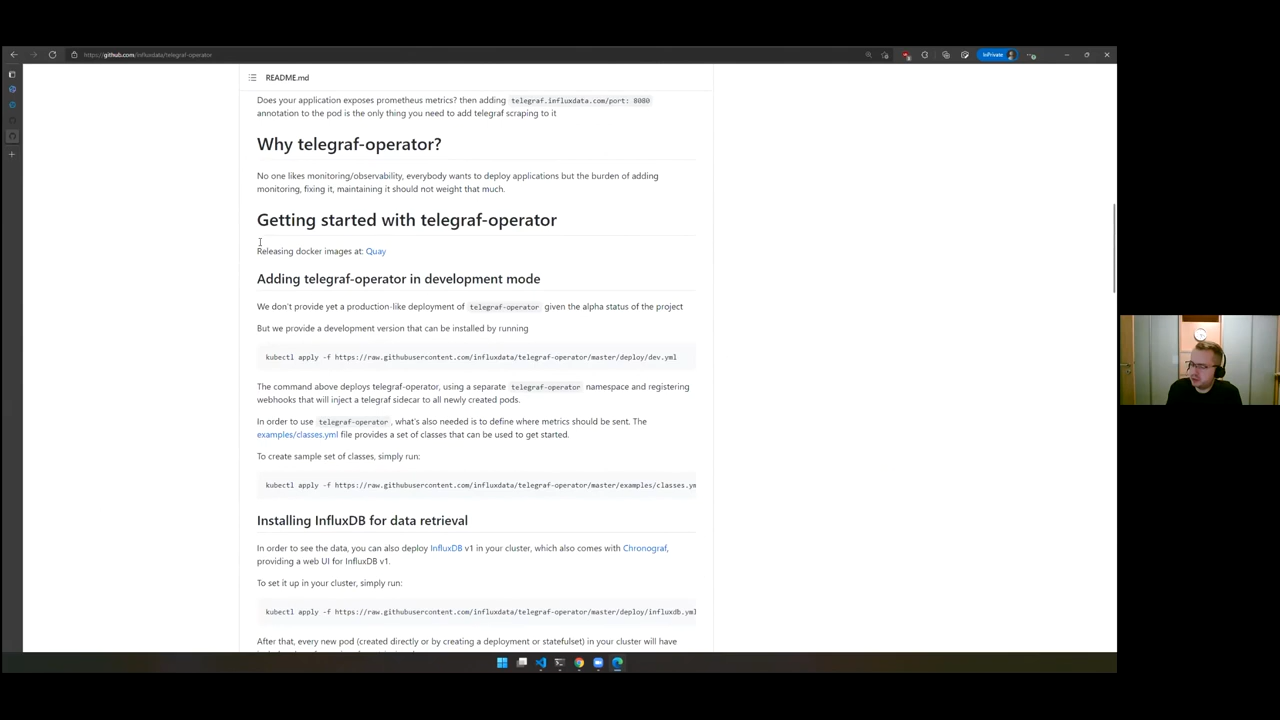 https://github.com/influxdata/telegraf-operator
InPrivate
README.md
Does your application exposes prometheus metrics? then adding telegraf.influxdata.com/port: 8080
annotation to the pod is the only thing you need to add telegraf scraping to it
Why telegraf-operator?
No one likes monitoring/observability, everybody wants to deploy applications but the burden of adding
monitoring, fixing it, maintaining it should not weight that much.
Getting started with telegraf-operator
Releasing docker images at: Quay
Adding telegraf-operator in development mode
We don't provide yet a production-like deployment of telegraf-operator given the alpha status of the project
But we provide a development version that can be installed by running
kubectl apply -f https://raw.githubusercontent.com/influxdata/telegraf-operator/master/deploy/dev.yml
The command above deploys telegraf-operator, using a separate telegraf-operator namespace and registering
webhooks that will inject a telegraf sidecar to all newly created pods.
In order to use telegraf-operator, what's also needed is to define where metrics should be sent. The
examples/classes.yml file provides a set of classes that can be used to get started.
To create sample set of classes, simply run:
kubectl apply -f https://raw.githubusercontent.com/influxdata/telegraf-operator/master/examples/classes.ym
Installing InfluxDB for data retrieval
In order to see the data, you can also deploy InfluxDB v1 in your cluster, which also comes with Chronograf,
providing a web UI for InfluxDB v1.
To set it up in your cluster, simply run:
kubectl apply -f https://raw.githubusercontent.com/influxdata/telegraf-operator/master/deploy/influxdb.yml
After that, every new pod (created directly or by creating a deployment or statefulset) in your cluster will have